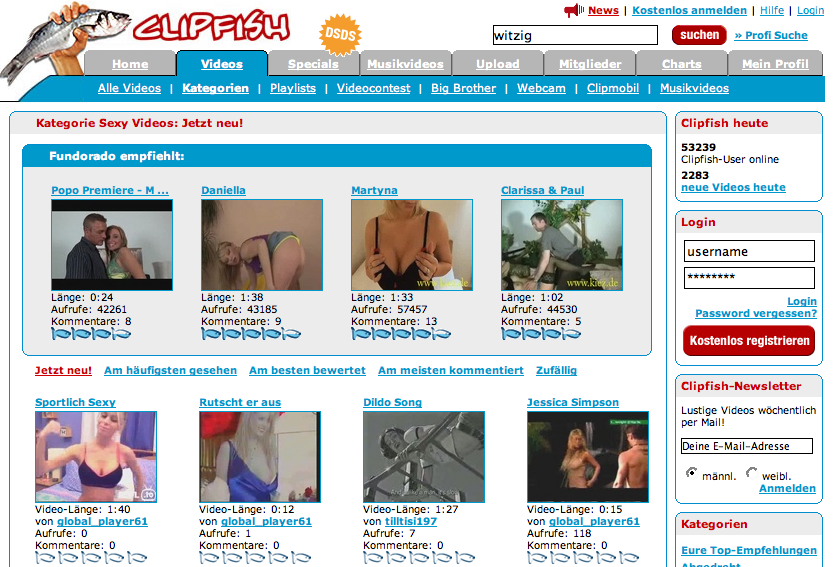 CLIPFISH
DSDS
News | Kostenlos anmelden | Hilfe | Login
witzig
suchen
» Profi Suche
Home
Videos
Specials
Musikvideos
Upload
Mitglieder
Charts
Mein Profil
Alle Videos | Kategorien | Playlists | Videocontest | Big Brother | Webcam | Clipmobil | Musikvideos
Kategorie Sexy Videos: Jetzt neu!
Fundorado empfiehlt:
Popo Premiere - M ...
Länge: 0:24
Aufrufe: 42261
Kommentare: 8
Daniella
Länge: 1:38
Aufrufe: 43185
Kommentare: 9
Martyna
www.kiez.de
Länge: 1:33
Aufrufe: 57457
Kommentare: 13
Clarissa & Paul
www.kiez.de
Länge: 1:02
Aufrufe: 44530
Kommentare: 5
Jetzt neu!
Am häufigsten gesehen
Am besten bewertet
Am meisten kommentiert
Zufällig
Sportlich Sexy
Video-Länge: 1:40
von global_player61
Aufrufe: 0
Kommentare: 0
Rutscht er aus
Video-Länge: 0:12
von global_player61
Aufrufe: 1
Kommentare: 0
Dildo Song
Video-Länge: 1:27
von tilltisi197
Aufrufe: 7
Kommentare: 0
Jessica Simpson
Video-Länge: 0:15
von global_player61
Aufrufe: 118
Kommentare: 0
Clipfish heute
53239
Clipfish-User online
2283
neue Videos heute
Login
username
********
Login
Password vergessen?
Kostenlos registrieren
Clipfish-Newsletter
Lustige Videos wöchentlich
per Mail!
Deine E-Mail-Adresse
männl.
weibl.
Anmelden
Kategorien
Eure Top-Empfehlungen
Abgedreht